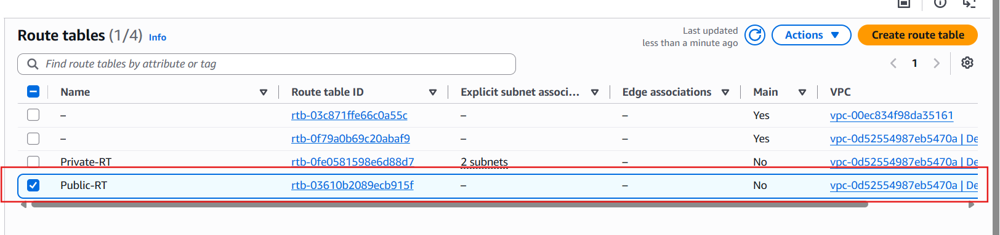 Route tables (1/4) Info
Last updated
less than a minute ago
Actions
Create route table
Find route tables by attribute or tag
1
Name Route table ID Explicit subnet associ... Edge associations Main VPC
– rtb-03c871ffe66c0a55c – – Yes vpc-00ec834f98da35161
– rtb-0f79a0b69c20abaf9 – – Yes vpc-0d52554987eb5470a | De
Private-RT rtb-0fe0581598e6d88d7 2 subnets – No vpc-0d52554987eb5470a | De
Public-RT rtb-03610b2089ecb915f – – No vpc-0d52554987eb5470a | De